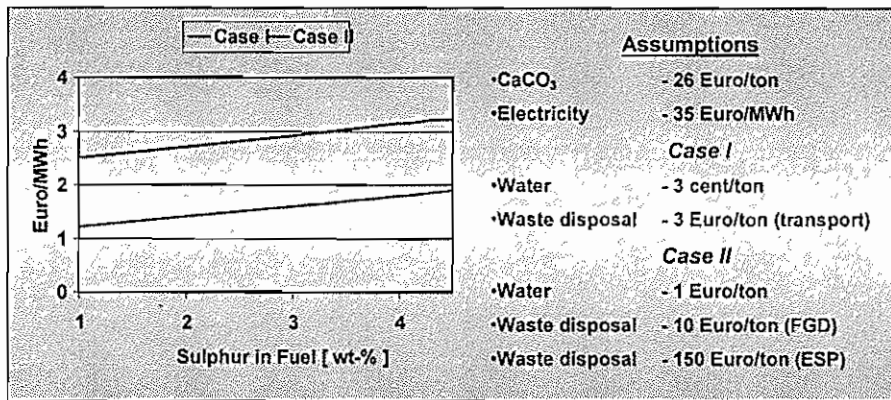 Case I Case II
4
3
2
1
0
Euro/MWh
1 2 3 4
Sulphur in Fuel [ wt-% ]
Assumptions
•CaCO₃ - 26 Euro/ton
•Electricity - 35 Euro/MWh
Case I
•Water - 3 cent/ton
•Waste disposal - 3 Euro/ton (transport)
Case II
•Water - 1 Euro/ton
•Waste disposal - 10 Euro/ton (FGD)
•Waste disposal - 150 Euro/ton (ESP)